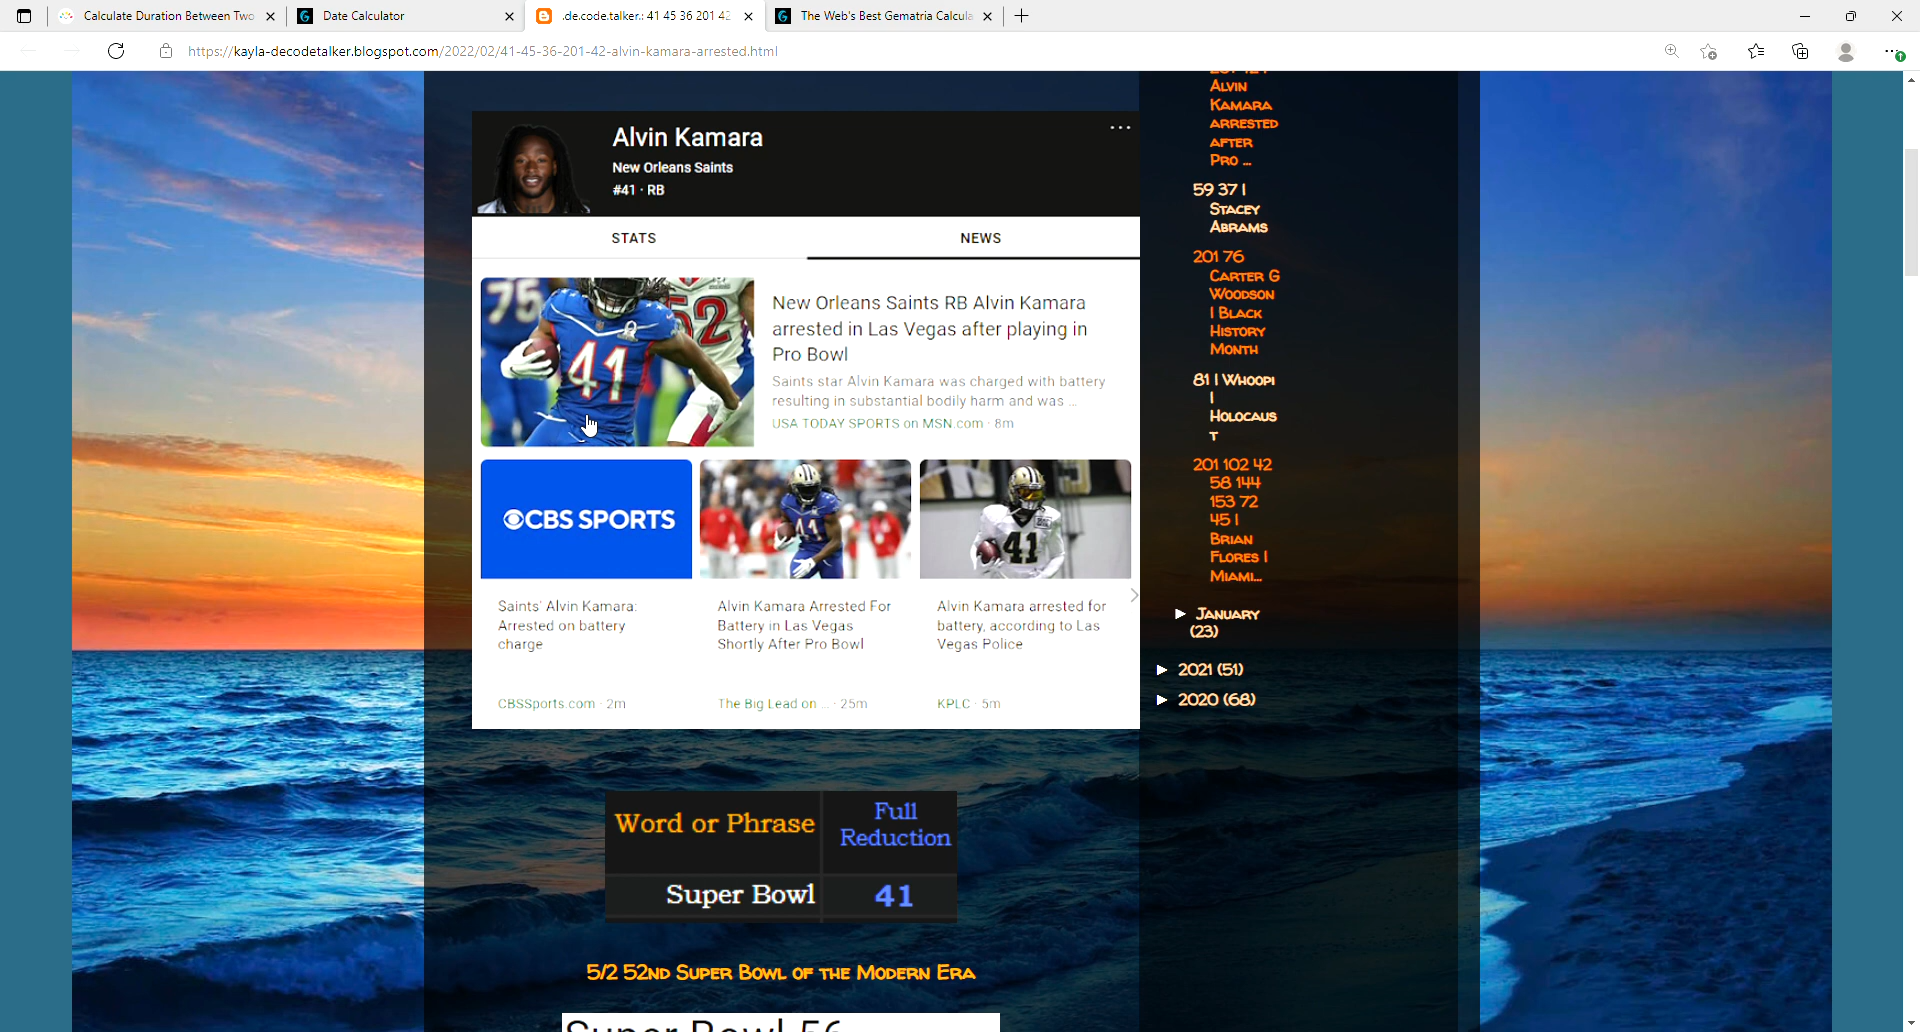 Calculate Duration Between Two
Date Calculator
.de.code.talker.: 41 45 36 201 42
The Web's Best Gematria Calcula
https://kayla-decodetalker.blogspot.com/2022/02/41-45-36-201-42-alvin-kamara-arrested.html
Alvin Kamara
New Orleans Saints
#41 · RB
STATS
NEWS
75
52
41
New Orleans Saints RB Alvin Kamara
arrested in Las Vegas after playing in
Pro Bowl
Saints star Alvin Kamara was charged with battery
resulting in substantial bodily harm and was ...
USA TODAY SPORTS on MSN.com · 8m
CBS SPORTS
41
41
Saints' Alvin Kamara:
Arrested on battery
charge
CBSSports.com · 2m
Alvin Kamara Arrested For
Battery in Las Vegas
Shortly After Pro Bowl
The Big Lead on ... · 25m
Alvin Kamara arrested for
battery, according to Las
Vegas Police
KPLC · 5m
Word or Phrase
Full
Reduction
Super Bowl
41
5/2 52nd Super Bowl of the Modern Era
Super Bowl 56
Alvin
Kamara
arrested
after
Pro ...
59 37 |
Stacey
Abrams
201 76
Carter G
Woodson
| Black
History
Month
81 | Whoopi
|
Holocaus
t
201 102 42
58 144
153 72
45 |
Brian
Flores |
Miami...
► January
(23)
► 2021 (51)
► 2020 (68)